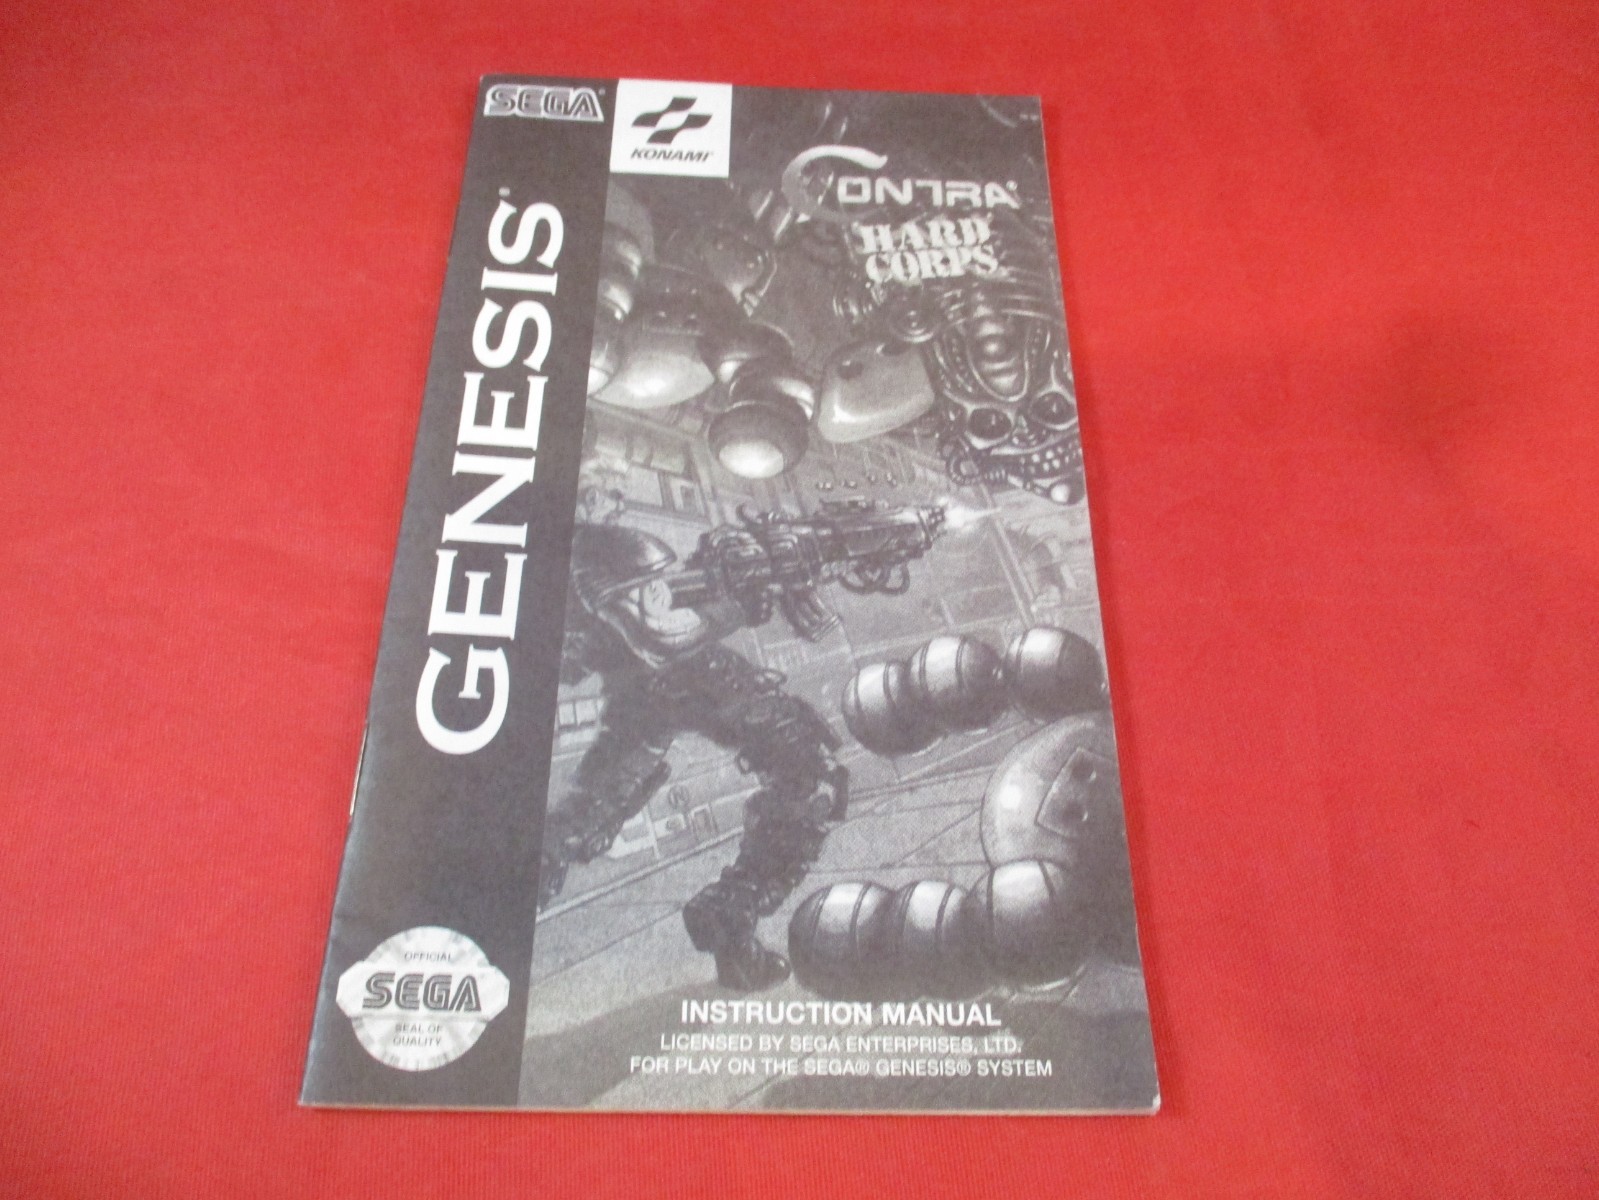 SEGA®
KONAMI®
GENESIS®
CONTRA®
HARD
CORPS
OFFICIAL
SEGA
SEAL OF
QUALITY
INSTRUCTION MANUAL
LICENSED BY SEGA ENTERPRISES, LTD.
FOR PLAY ON THE SEGA® GENESIS® SYSTEM